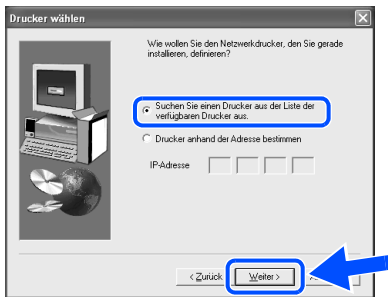 Drucker wählen
Wie wollen Sie den Netzwerkdrucker, den Sie gerade
installieren, definieren?
Suchen Sie einen Drucker aus der Liste der
verfügbaren Drucker aus.
Drucker anhand der Adresse bestimmen
IP-Adresse
< Zurück
Weiter >